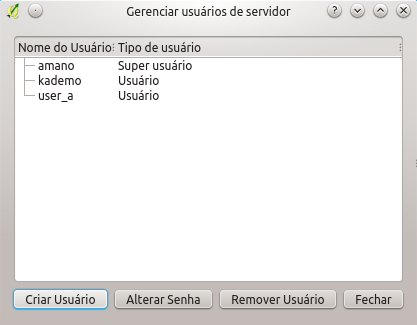 Gerenciar usuários de servidor
Nome do Usuário Tipo de usuário
amano Super usuário
kademo Usuário
user_a Usuário
Criar Usuário Alterar Senha Remover Usuário Fechar